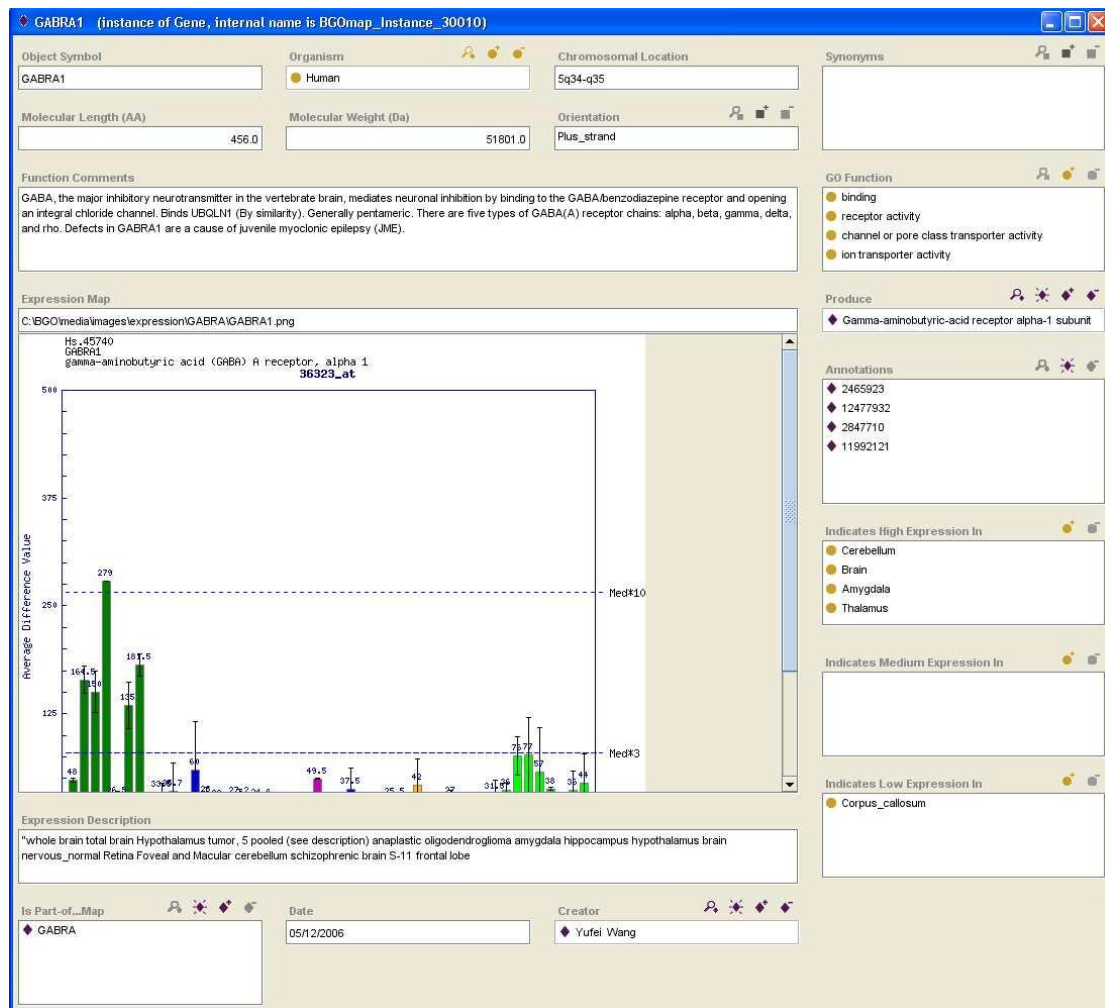 GABRA1 (instance of Gene, internal name is BGOmap_Instance_30010)
Object Symbol
GABRA1
Organism
Human
Chromosomal Location
5q34-q35
Synonyms
Molecular Length (AA)
456.0
Molecular Weight (Da)
51801.0
Orientation
Plus_strand
Function Comments
GABA, the major inhibitory neurotransmitter in the vertebrate brain, mediates neuronal inhibition by binding to the GABA/benzodiazepine receptor and opening
an integral chloride channel. Binds UBQLN1 (By similarity). Generally pentameric. There are five types of GABA(A) receptor chains: alpha, beta, gamma, delta,
and rho. Defects in GABRA1 are a cause of juvenile myoclonic epilepsy (JME).
GO Function
binding
receptor activity
channel or pore class transporter activity
ion transporter activity
Expression Map
C:\BGO\media\images\expression\GABRA\GABRA1.png
Hs.45740
GABRA1
gamma-aminobutyric acid (GABA) A receptor, alpha 1
36323_at
500
375
250
125
Average Difference Value
Med*10
Med*3
48
164.5
150
279
135
181.5
60
49.5
37.5
25.5
42
27
77
57
38
44
Produce
Gamma-aminobutyric-acid receptor alpha-1 subunit
Annotations
2465923
12477932
2847710
11992121
Indicates High Expression In
Cerebellum
Brain
Amygdala
Thalamus
Indicates Medium Expression In
Indicates Low Expression In
Corpus_callosum
Expression Description
"whole brain total brain Hypothalamus tumor, 5 pooled (see description) anaplastic oligodendroglioma amygdala hippocampus hypothalamus brain
nervous_normal Retina Foveal and Macular cerebellum schizophrenic brain S-11 frontal lobe
Is Part-of...Map
GABRA
Date
05/12/2006
Creator
Yufei Wang